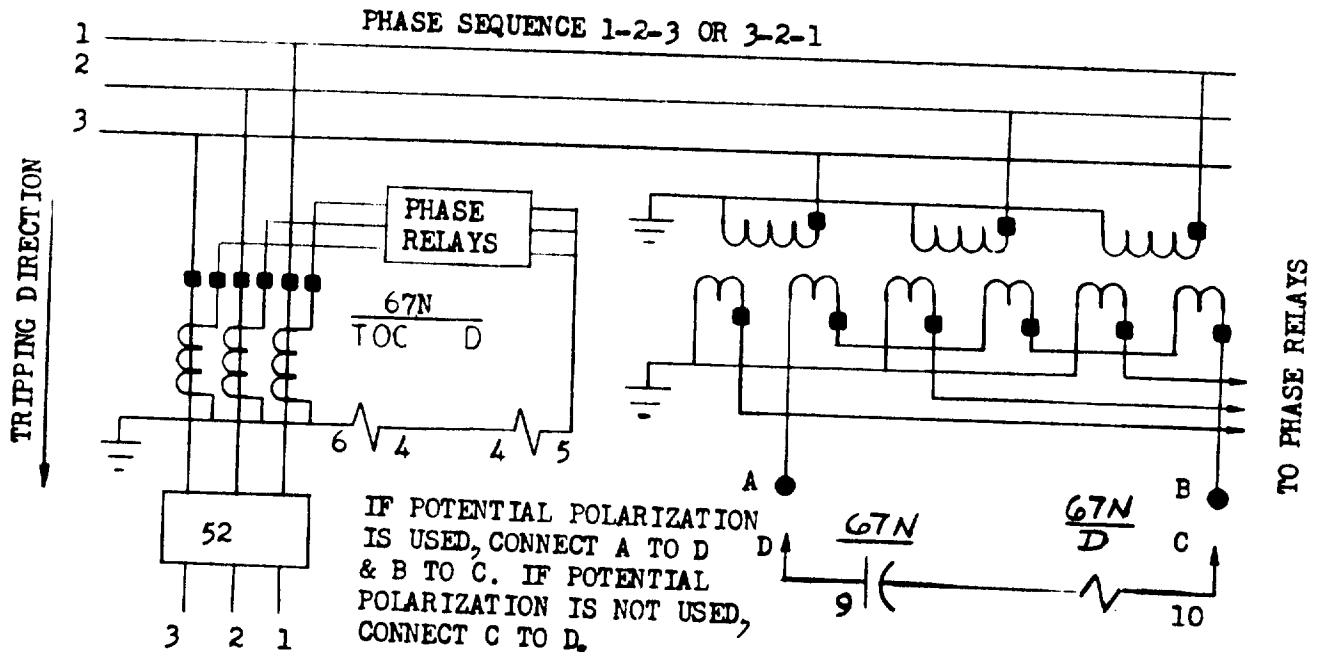 PHASE SEQUENCE 1-2-3 OR 3-2-1
1
2
3
TRIPPING DIRECTION
PHASE
RELAYS
67N
TOC D
6 4 4 5
TO PHASE RELAYS
52
3 2 1
IF POTENTIAL POLARIZATION
IS USED, CONNECT A TO D
& B TO C. IF POTENTIAL
POLARIZATION IS NOT USED,
CONNECT C TO D.
A
B
D
C
67N
67N
D
9
10